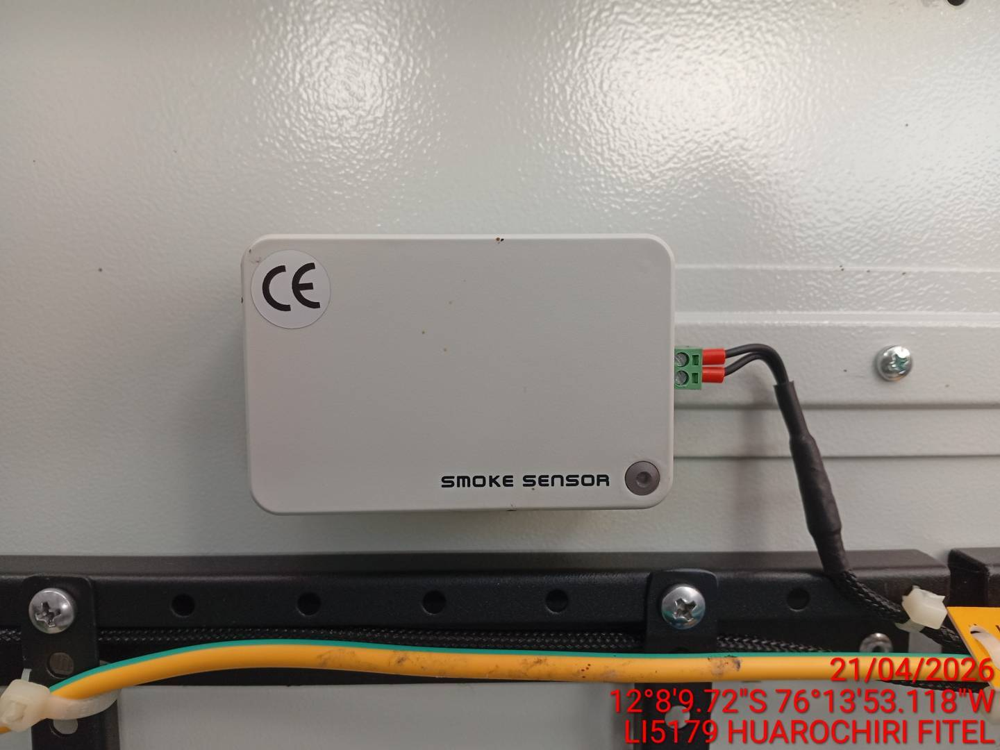 CE
SMOKE SENSOR
21/04/2026
12°8'9.72"S 76°13'53.118"W
LI5179 HUAROCHIRI FITEL